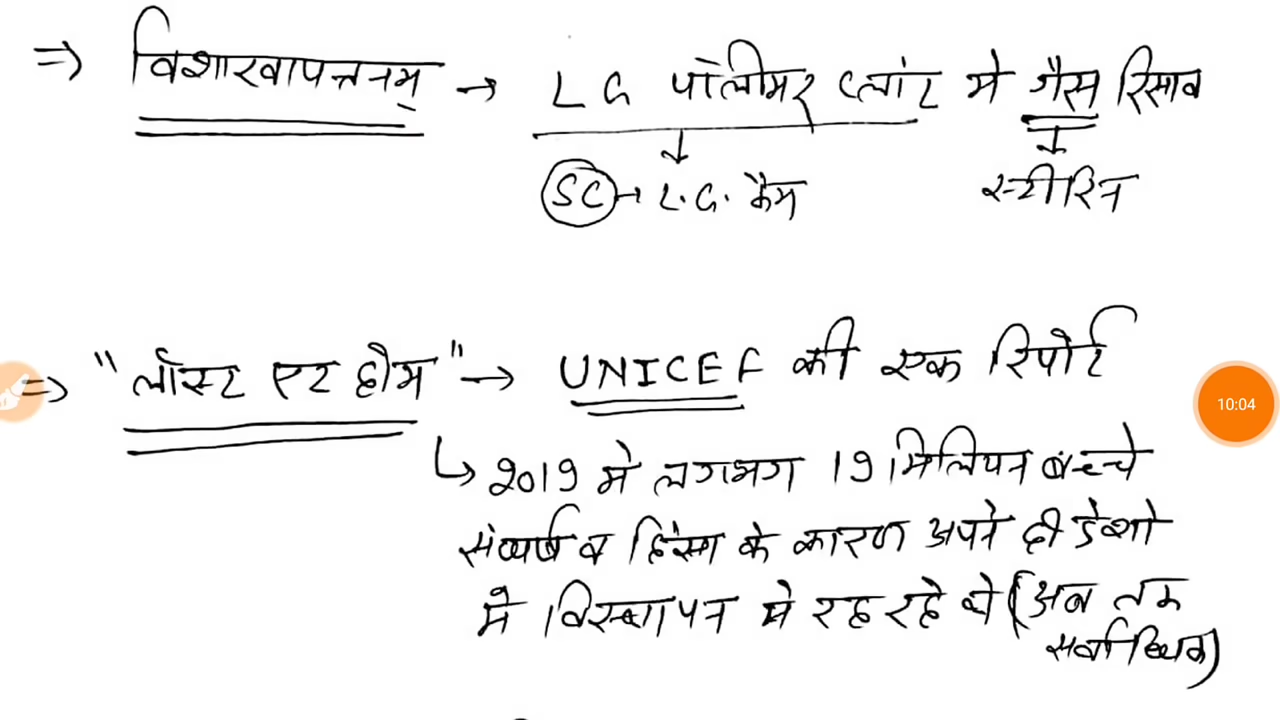 ⇒ विशाखापत्तनम् → LG पॉलीमर प्लांट मे गैस रिसाव
↓ ↓
SC → L.G. कैम स्टीरिन
⇒ "लॉस्ट एट होम" → UNICEF की एक रिपोर्ट
↳ 2019 मे लगभग 19 मिलियन बच्चे
संघर्ष व हिंसा के कारण अपने ही देशो
मे विस्थापन मे रह रहे थे (अब तक
सर्वाधिक)
10:04